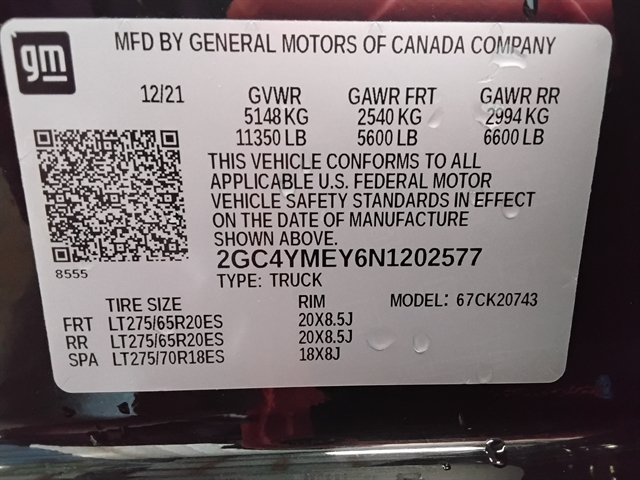 gm
MFD BY GENERAL MOTORS OF CANADA COMPANY
12/21 GVWR GAWR FRT GAWR RR
5148 KG 2540 KG 2994 KG
11350 LB 5600 LB 6600 LB
THIS VEHICLE CONFORMS TO ALL
APPLICABLE U.S. FEDERAL MOTOR
VEHICLE SAFETY STANDARDS IN EFFECT
ON THE DATE OF MANUFACTURE
SHOWN ABOVE.
8555
2GC4YMEY6N1202577
TYPE: TRUCK
TIRE SIZE RIM MODEL: 67CK20743
FRT LT275/65R20ES 20X8.5J
RR LT275/65R20ES 20X8.5J
SPA LT275/70R18ES 18X8J